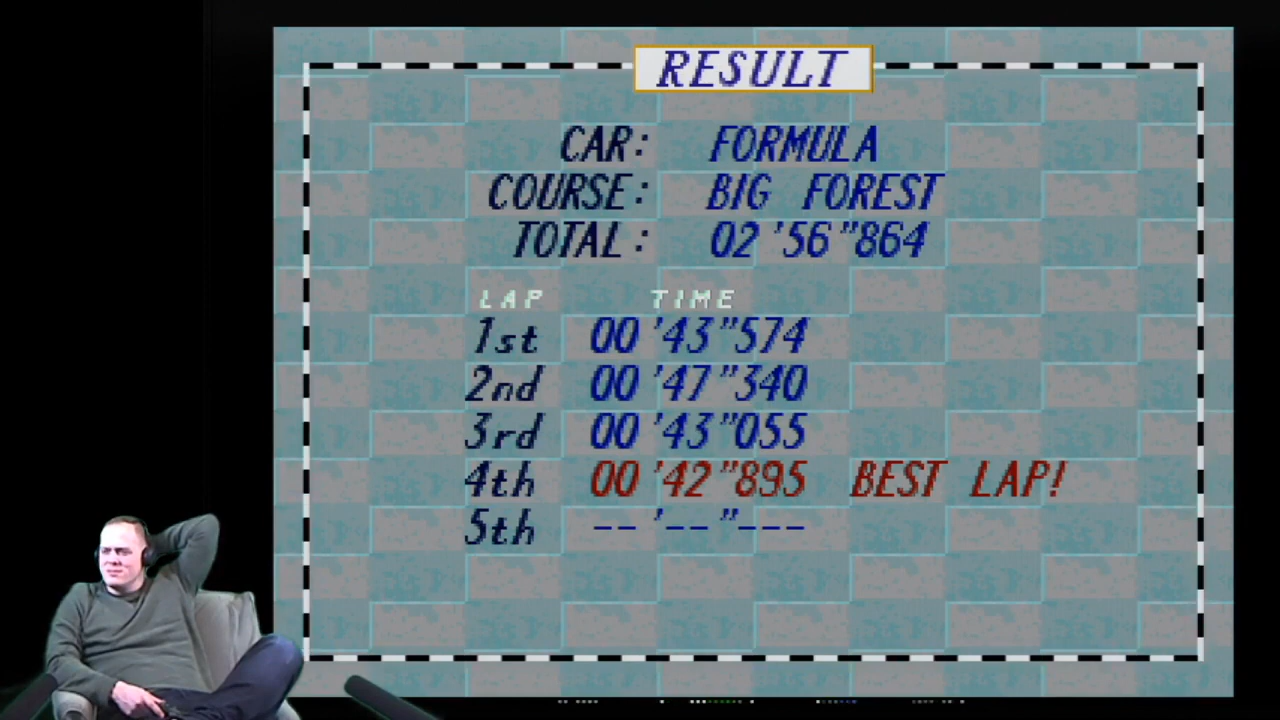 RESULT
CAR: FORMULA
COURSE: BIG FOREST
TOTAL: 02'56"864
LAP TIME
1st 00'43"574
2nd 00'47"340
3rd 00'43"055
4th 00'42"895 BEST LAP!
5th --'--"---